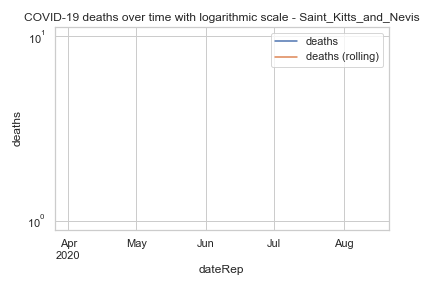 COVID-19 deaths over time with logarithmic scale - Saint_Kitts_and_Nevis
10¹
deaths
deaths (rolling)
deaths
10⁰
Apr
2020
May
Jun
Jul
Aug
dateRep